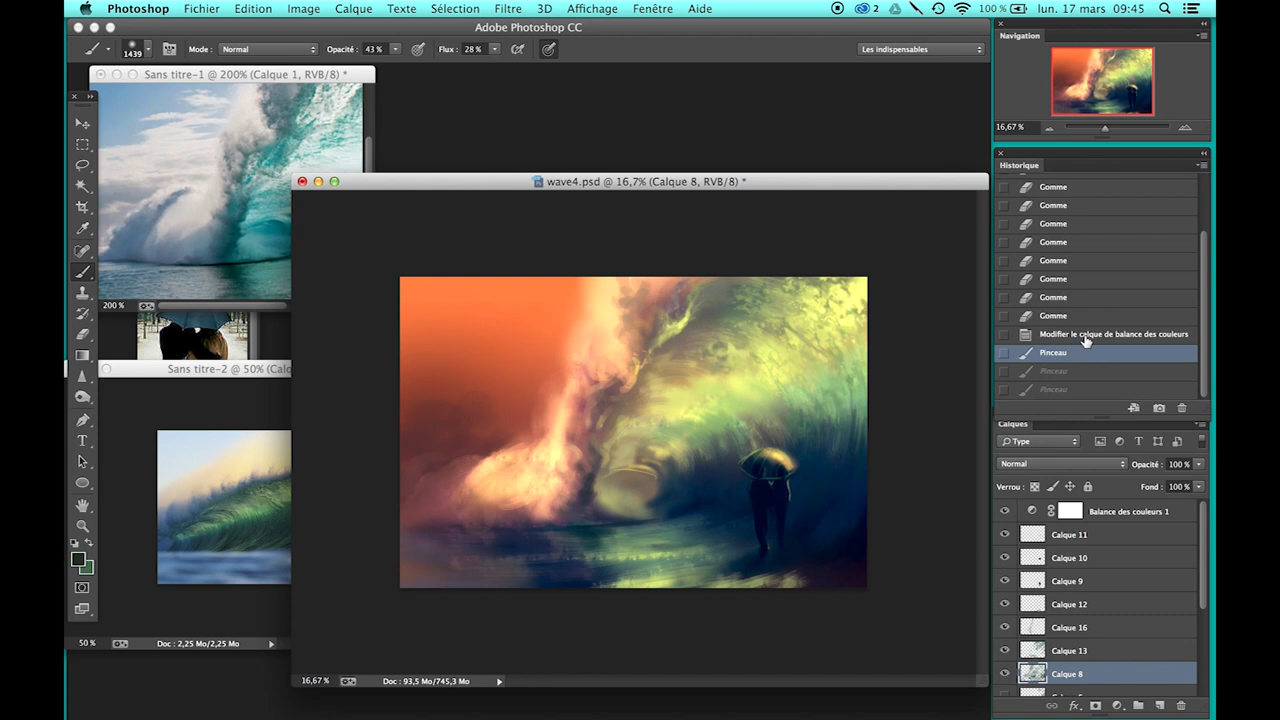 Photoshop Fichier Edition Image Calque Texte Sélection Filtre 3D Affichage Fenêtre Aide 2 100 % lun. 17 mars 09:45
Adobe Photoshop CC
1439 Mode : Normal Opacité : 43 % Flux : 28 % Les indispensables
Sans titre-1 @ 200% (Calque 1, RVB/8) *
200 %
Sans titre-2 @ 50% (Cal
50 % Doc : 2,25 Mo/2,25 Mo
wave4.psd @ 16,7% (Calque 8, RVB/8) *
16,67 % Doc : 93,5 Mo/745,3 Mo
Navigation
16,67 %
Historique
Gomme
Gomme
Gomme
Gomme
Gomme
Gomme
Gomme
Gomme
Modifier le calque de balance des couleurs
Pinceau
Pinceau
Pinceau
Calques
Type
Normal Opacité : 100 %
Verrou : Fond : 100 %
Balance des couleurs 1
Calque 11
Calque 10
Calque 9
Calque 12
Calque 16
Calque 13
Calque 8